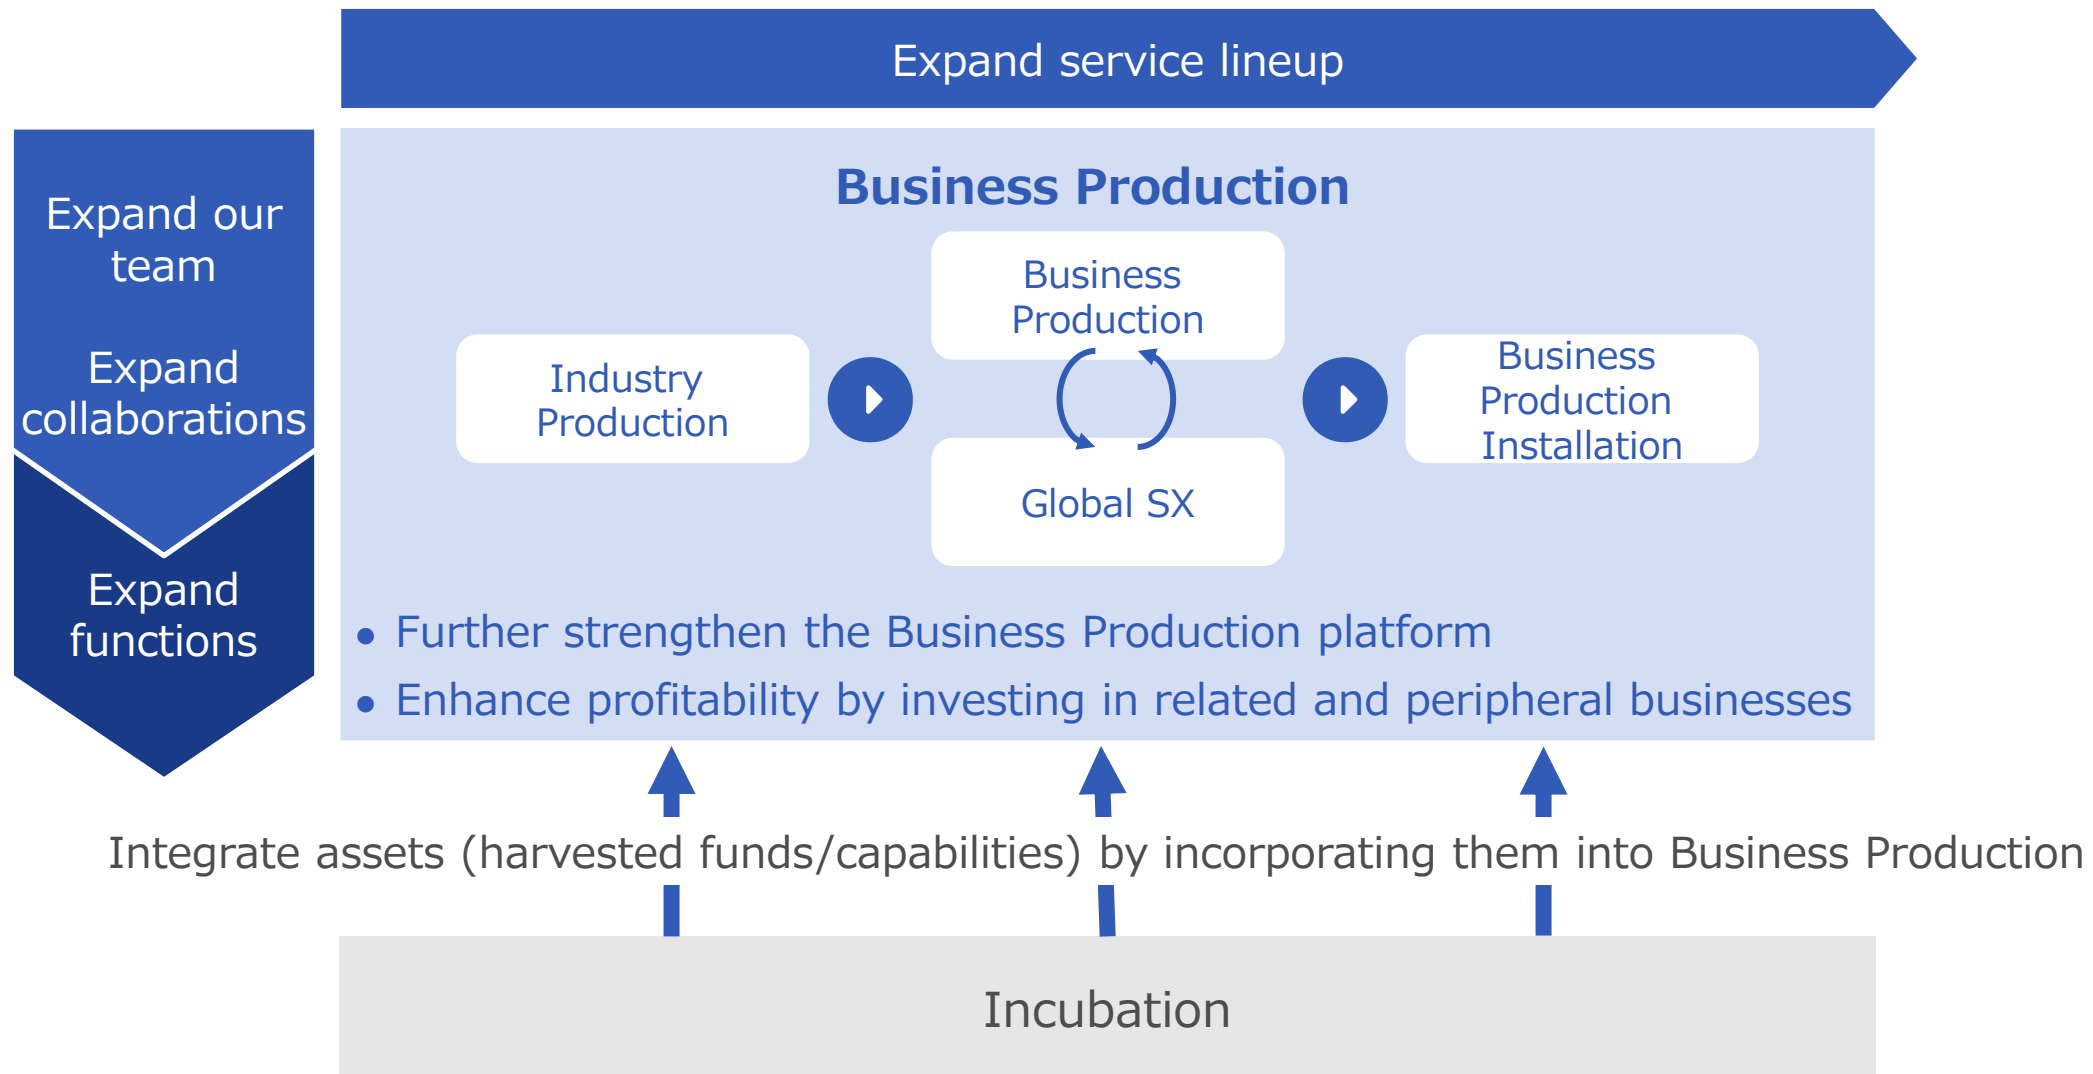 Expand service lineup
Expand our
team
Expand
collaborations
Expand
functions
Business Production
Industry
Production
Business
Production
Global SX
Business
Production
Installation
● Further strengthen the Business Production platform
● Enhance profitability by investing in related and peripheral businesses
Integrate assets (harvested funds/capabilities) by incorporating them into Business Production
Incubation